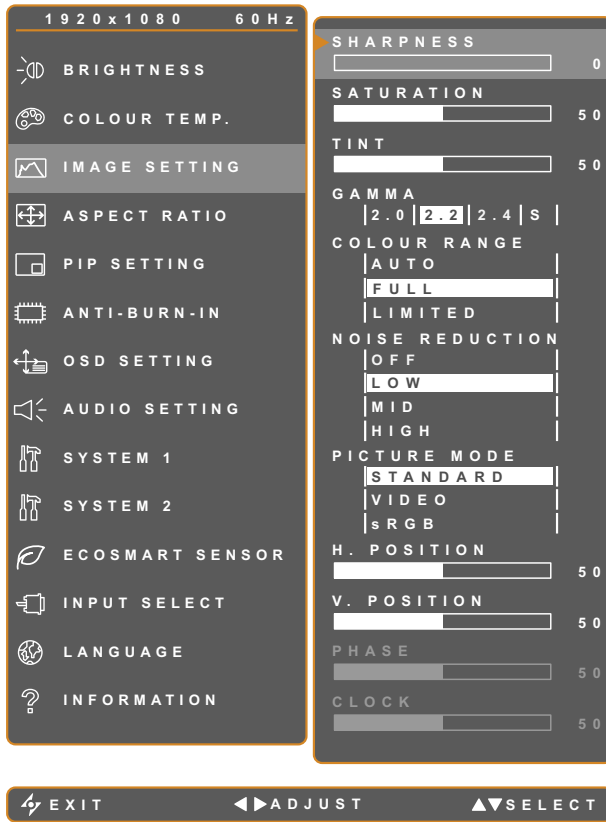 1920x1080 60Hz
BRIGHTNESS
COLOUR TEMP.
IMAGE SETTING
ASPECT RATIO
PIP SETTING
ANTI-BURN-IN
OSD SETTING
AUDIO SETTING
SYSTEM 1
SYSTEM 2
ECOSMART SENSOR
INPUT SELECT
LANGUAGE
INFORMATION
SHARPNESS
0
SATURATION
50
TINT
50
GAMMA
2.0 2.2 2.4 S
COLOUR RANGE
AUTO
FULL
LIMITED
NOISE REDUCTION
OFF
LOW
MID
HIGH
PICTURE MODE
STANDARD
VIDEO
sRGB
H. POSITION
50
V. POSITION
50
PHASE
50
CLOCK
50
EXIT ADJUST SELECT